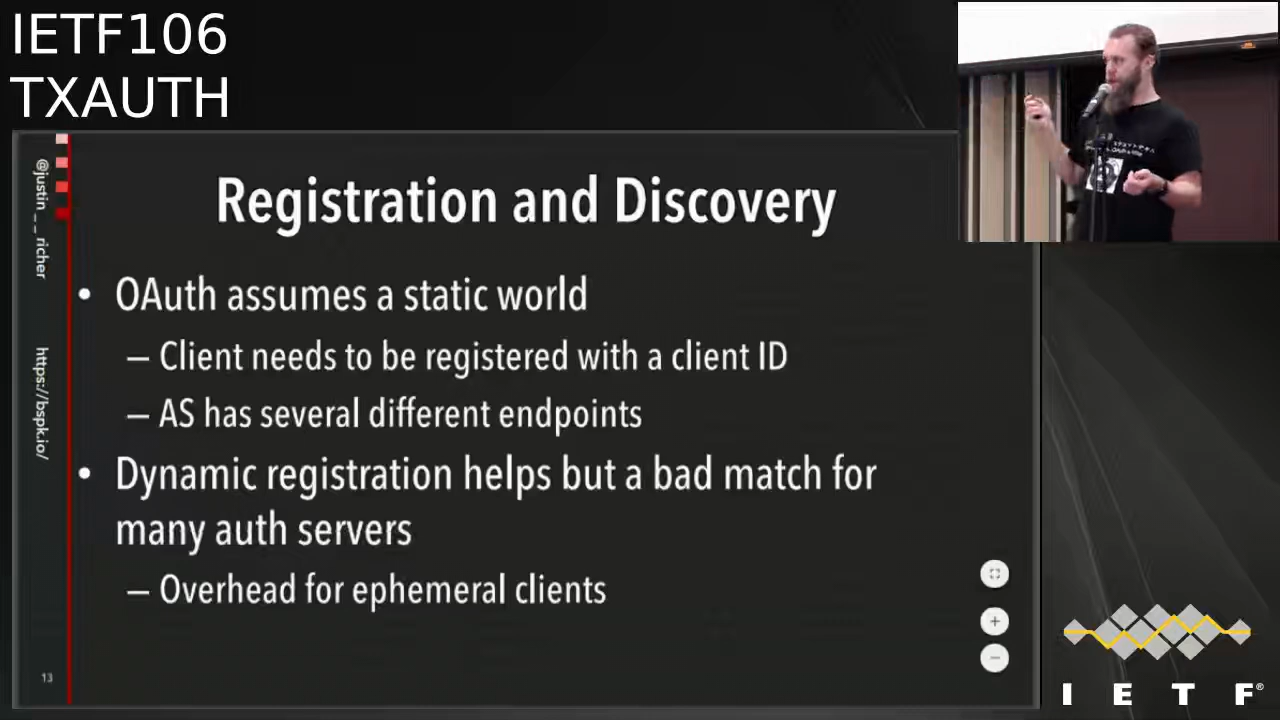 IETF106
TXAUTH
@justin__richer
https://bspk.io/
Registration and Discovery
• OAuth assumes a static world
– Client needs to be registered with a client ID
– AS has several different endpoints
• Dynamic registration helps but a bad match for
many auth servers
– Overhead for ephemeral clients
13
I E T F®